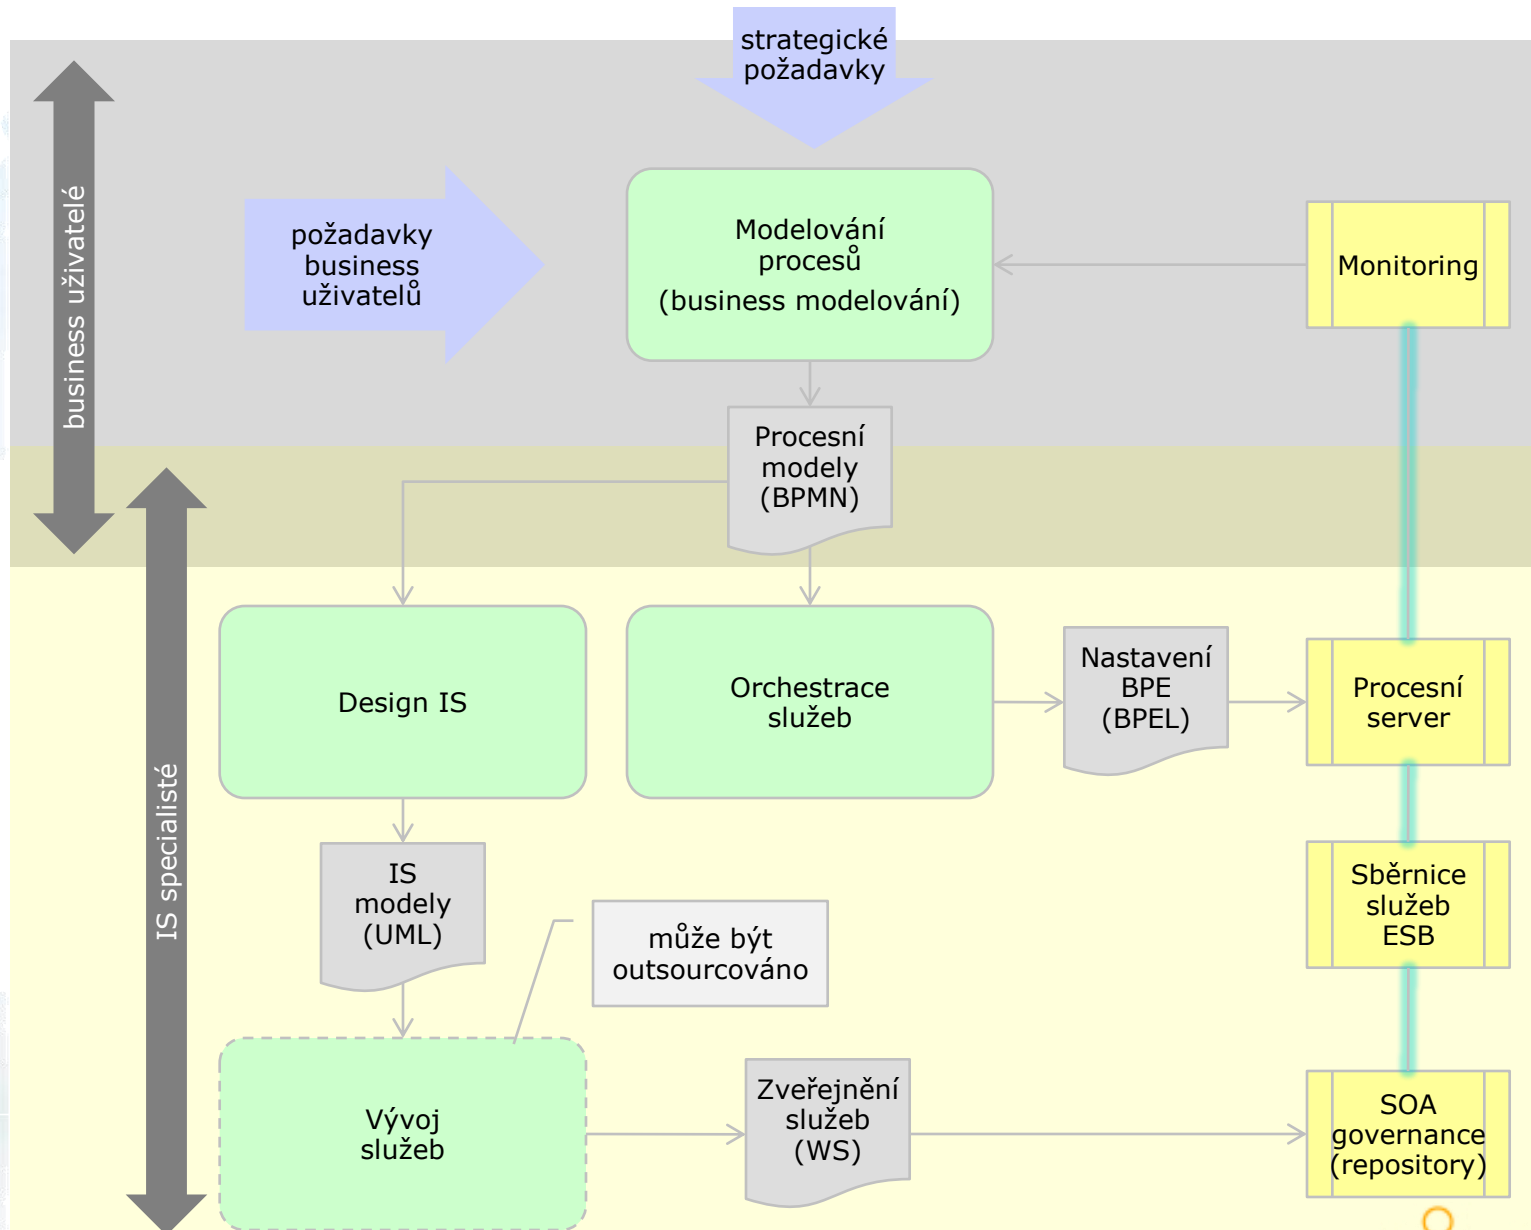 strategické
požadavky
business uživatelé
požadavky
business
uživatelů
Modelování
procesů
(business modelování)
Monitoring
Procesní
modely
(BPMN)
IS specialisté
Design IS
Orchestrace
služeb
Nastavení
BPE
(BPEL)
Procesní
server
IS
modely
(UML)
může být
outsourcováno
Sběrnice
služeb
ESB
Vývoj
služeb
Zveřejnění
služeb
(WS)
SOA
governance
(repository)